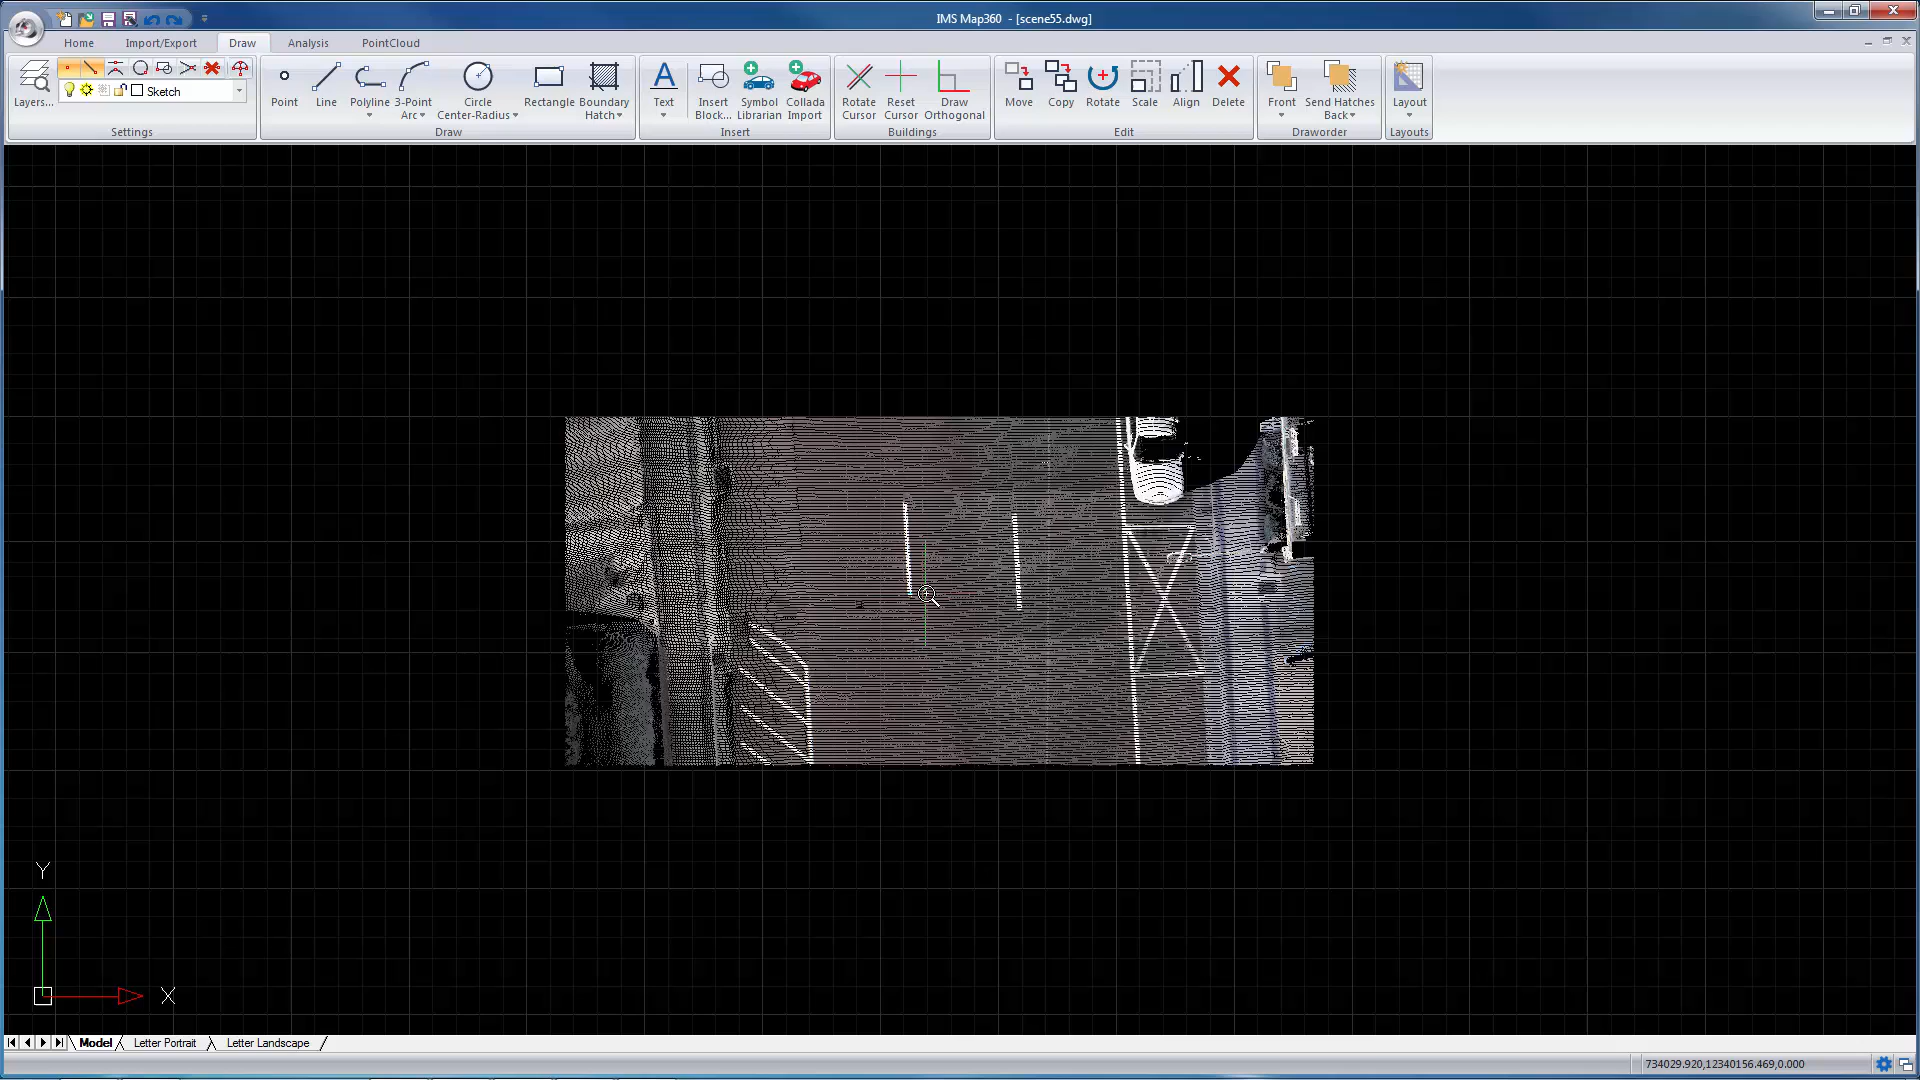 IMS Map360 - [scene55.dwg]
Home Import/Export Draw Analysis PointCloud
Layers... Sketch
Point Line Polyline 3-Point Arc Circle Center-Radius Rectangle Boundary Hatch
Text Insert Block... Symbol Librarian Collada Import
Rotate Cursor Reset Cursor Draw Orthogonal
Move Copy Rotate Scale Align Delete
Front Send Hatches Back Layout
Settings Draw Insert Buildings Edit Draworder Layouts
Y
X
Model Letter Portrait Letter Landscape
734029.920,12340156.469,0.000